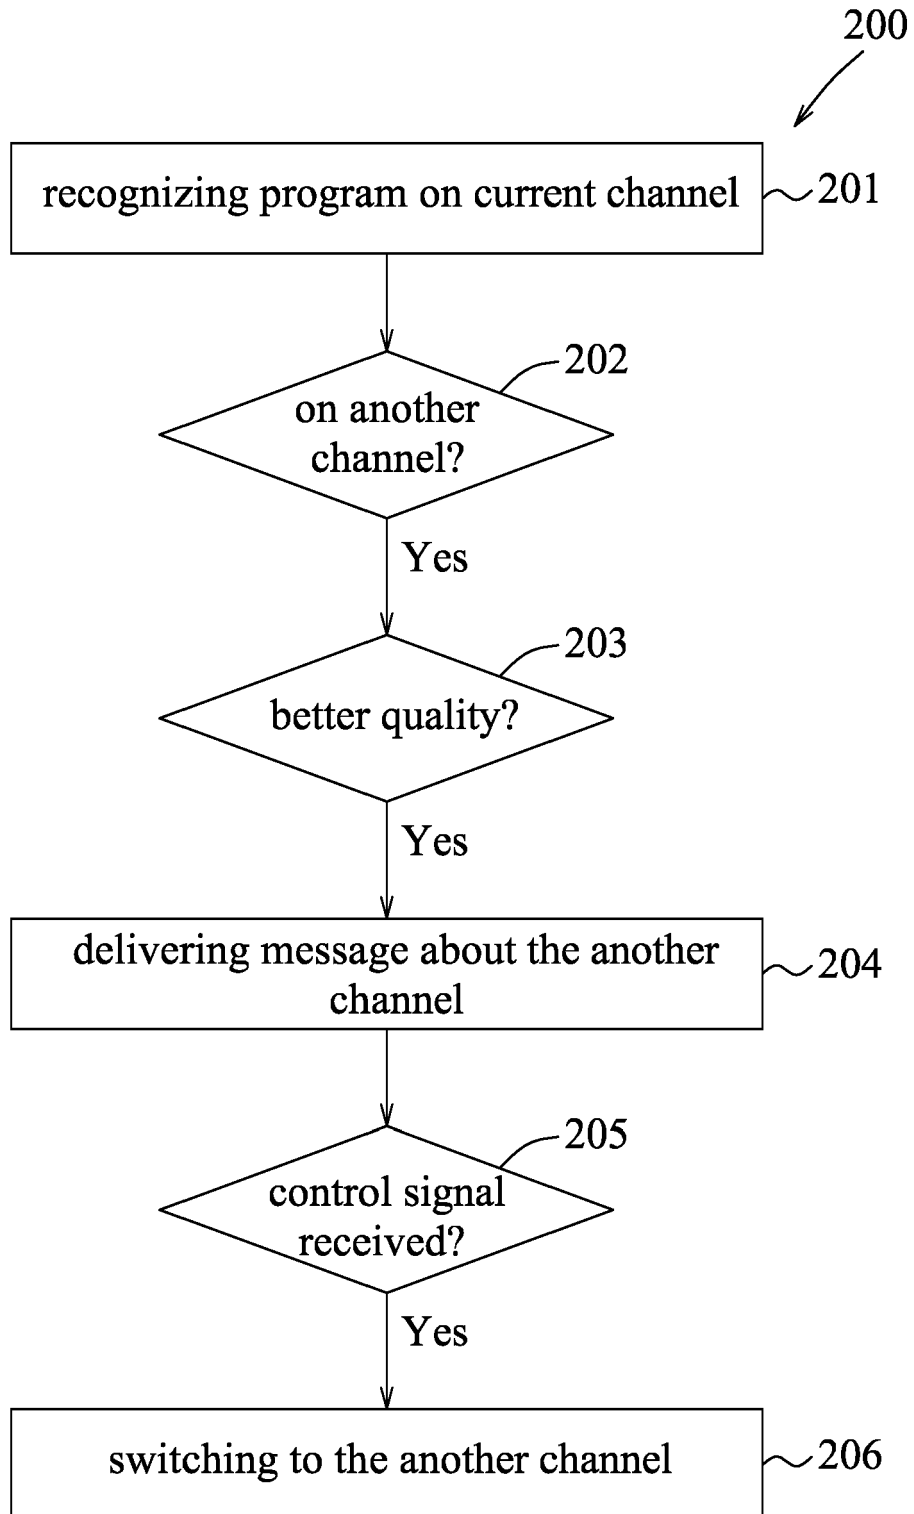 200
recognizing program on current channel
201
202
on another
channel?
Yes
203
better quality?
Yes
delivering message about the another
channel
204
205
control signal
received?
Yes
switching to the another channel
206